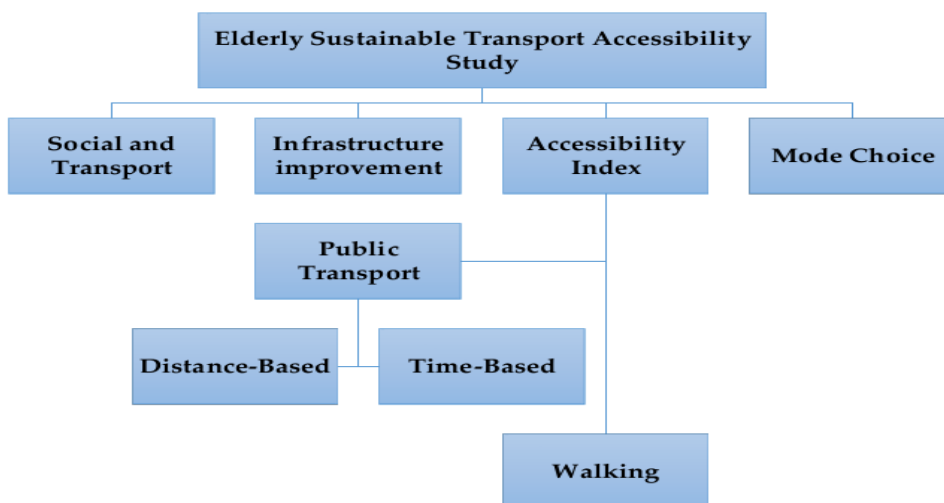 Elderly Sustainable Transport Accessibility
Study
Social and
Transport
Infrastructure
improvement
Accessibility
Index
Mode Choice
Public
Transport
Distance-Based
Time-Based
Walking